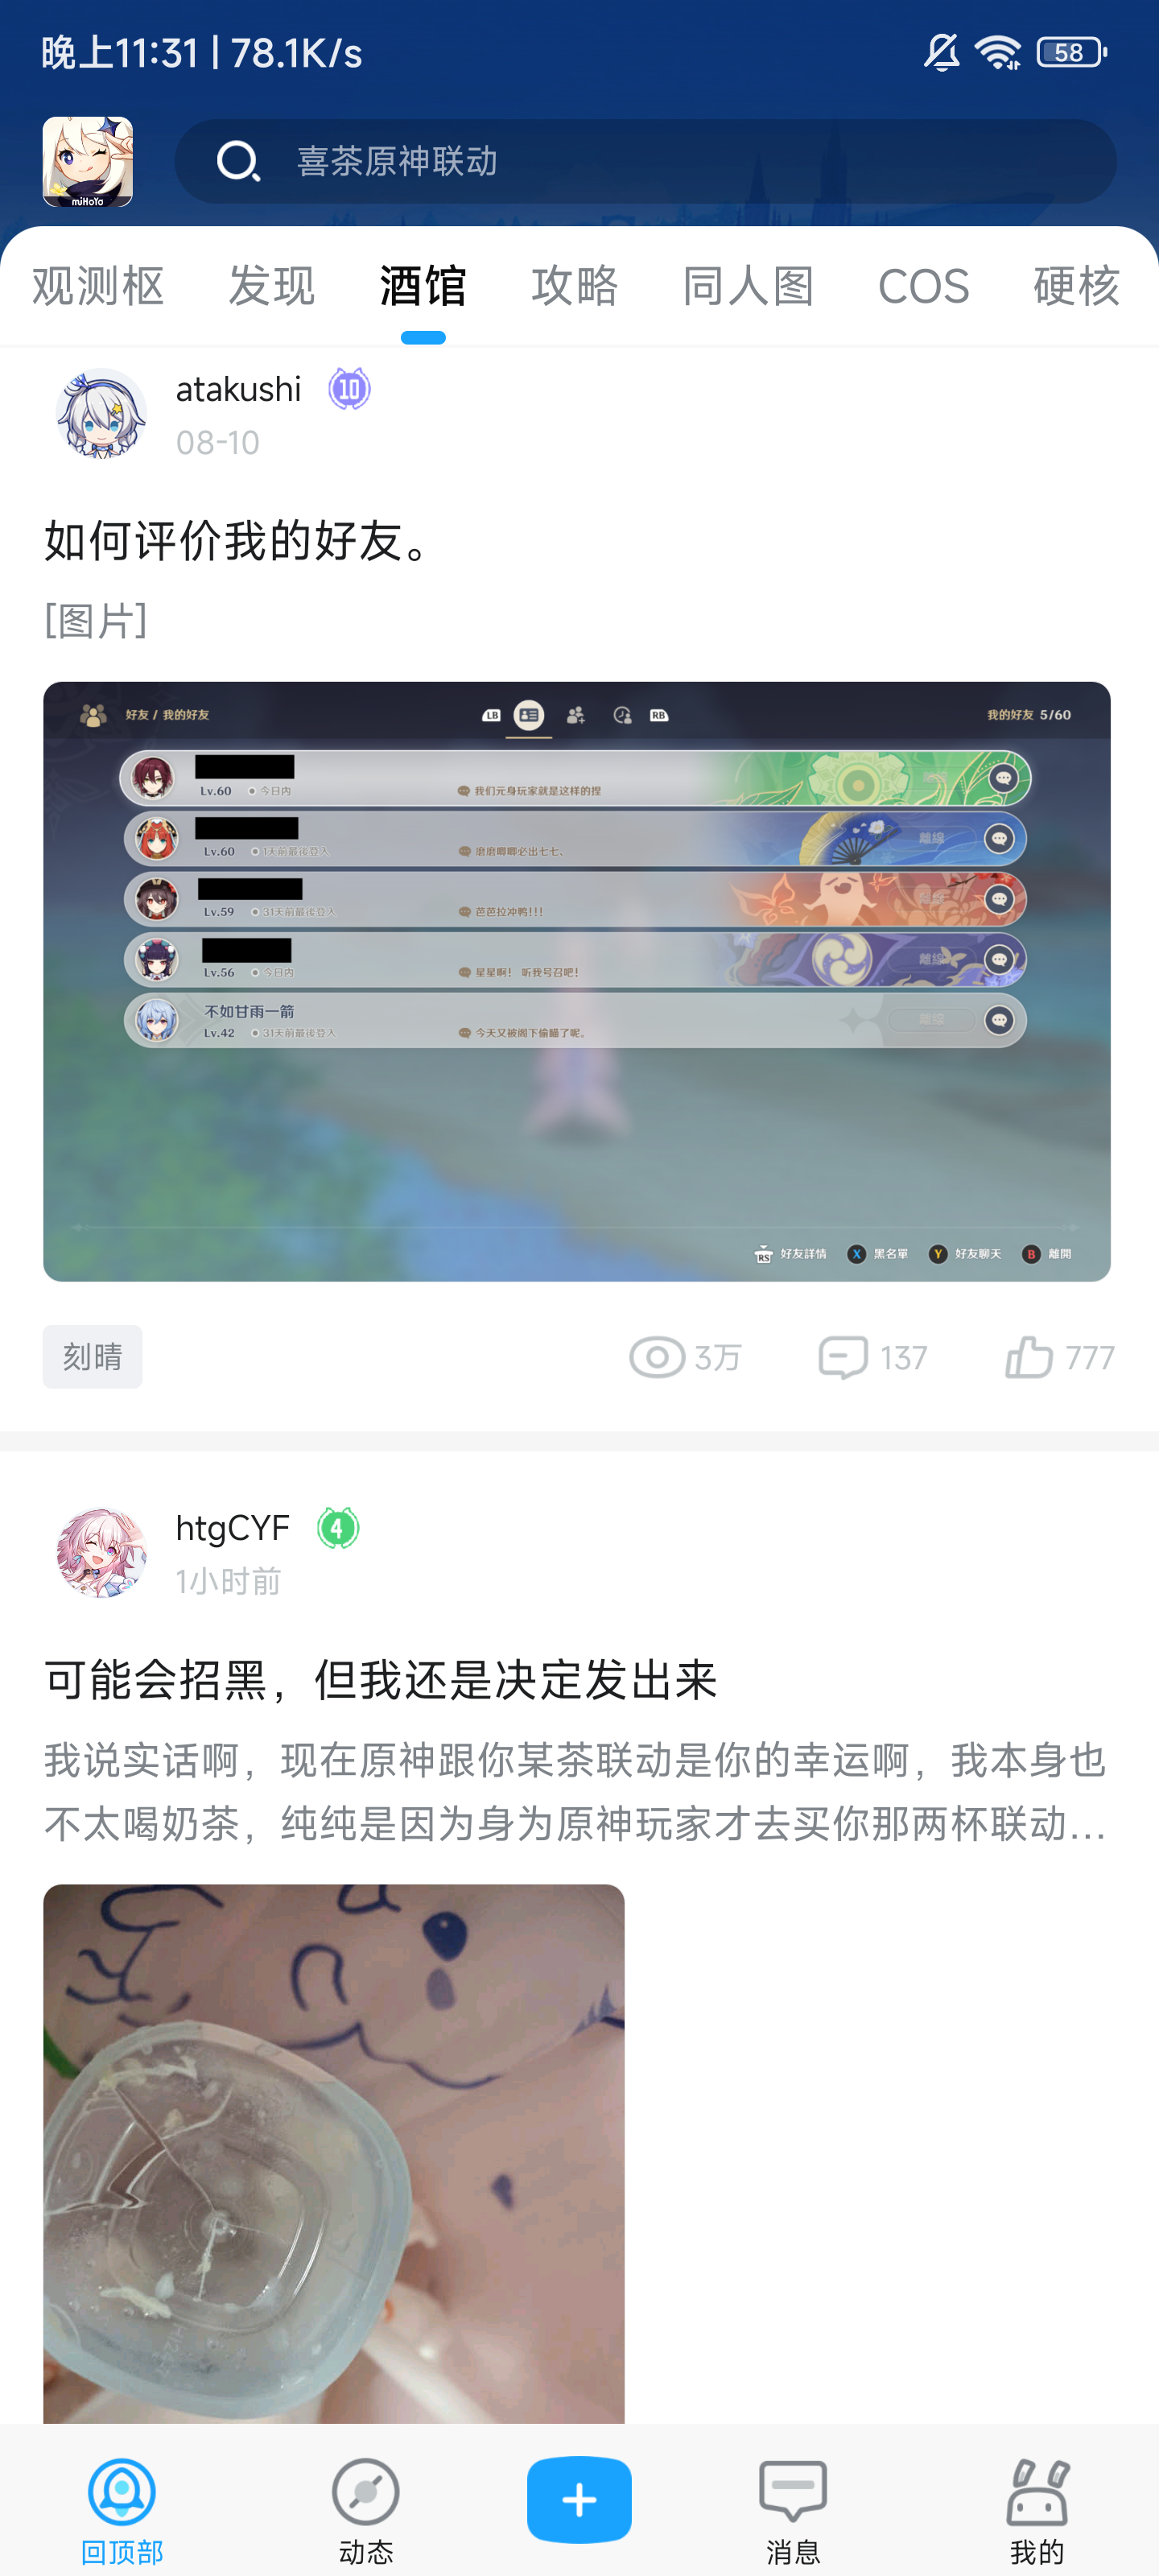 晚上11:31 | 78.1K/s
58
miHoYo
喜茶原神联动
观测枢 发现 酒馆 攻略 同人图 COS 硬核
atakushi 10
08-10
如何评价我的好友。
[图片]
好友 / 我的好友 LB RB 我的好友 5/60
Lv.60 今日内 我们元身玩家就是这样的捏
Lv.60 1天前最後登入 磨磨唧唧必出七七、 離線
Lv.59 31天前最後登入 芭芭拉冲鸭!!! 離線
Lv.56 今日内 星星啊! 听我号召吧! 離線
不如甘雨一箭
Lv.42 31天前最後登入 今天又被阁下偷瞄了呢。 離線
RS 好友詳情 X 黑名單 Y 好友聊天 B 離開
刻晴 3万 137 777
htgCYF 4
1小时前
可能会招黑，但我还是决定发出来
我说实话啊，现在原神跟你某茶联动是你的幸运啊，我本身也
不太喝奶茶，纯纯是因为身为原神玩家才去买你那两杯联动...
回顶部 动态 消息 我的